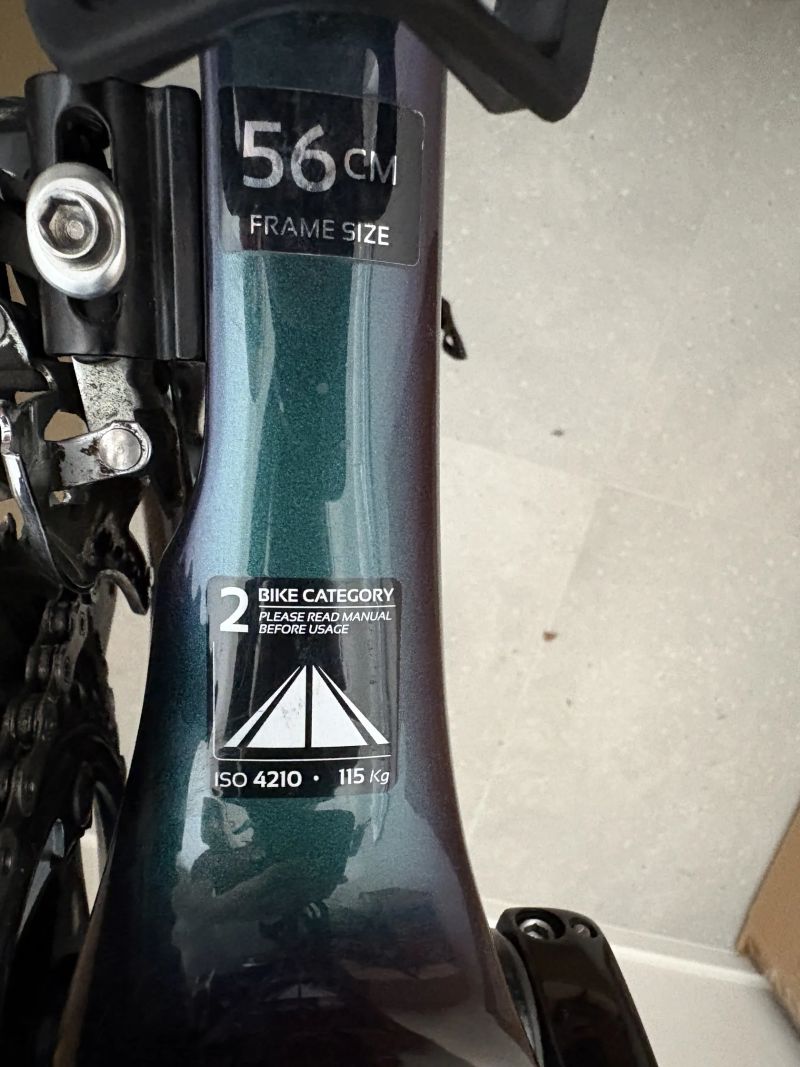 56 CM
FRAME SIZE
2 BIKE CATEGORY
PLEASE READ MANUAL
BEFORE USAGE
ISO 4210 • 115 Kg